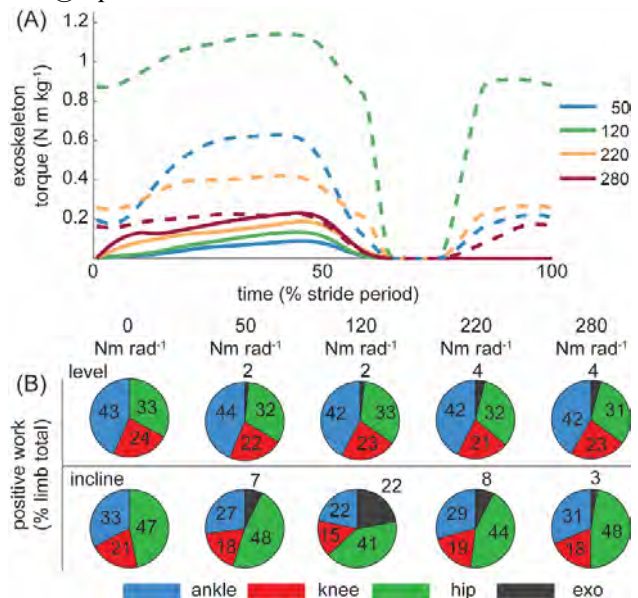 (A)
1.2
1
0.8
0.6
0.4
0.2
exoskeleton
torque (N m kg⁻¹)
50
120
220
280
0 50 100
time (% stride period)
0 50 120 220 280
Nm rad⁻¹ Nm rad⁻¹ Nm rad⁻¹ Nm rad⁻¹ Nm rad⁻¹
(B)
positive work
(% limb total)
level 2 2 4 4
43 33 24
44 32 22
42 33 23
42 32 21
42 31 23
incline 7 22 8 3
33 47 21
27 48 18
22 41 15
29 44 19
31 48 18
ankle knee hip exo